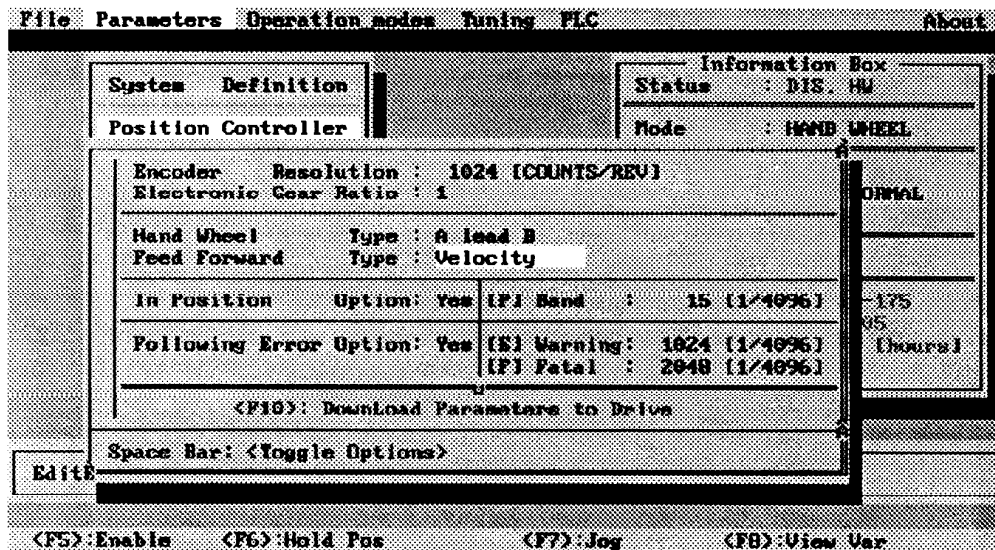 File Parameters Operation modes Tuning PLC About
System Definition
Position Controller
Information Box
Status : DIS. HW
Mode : HAND WHEEL
Encoder Resolution : 1024 [COUNTS/REV]
Electronic Gear Ratio : 1
ORMAL
Hand Wheel Type : A lead B
Feed Forward Type : Velocity
In Position Option: Yes [P] Band : 15 [1/4096]
-175
05
Following Error Option: Yes [E] Warning: 1024 [1/4096]
[hours]
[F] Fatal : 2048 [1/4096]
<F10>: DownLoad Parameters to Drive
Space Bar: <Toggle Options>
Edit
<F5>:Enable <F6>:Hold Pos <F7>:Jog <F8>:View Var